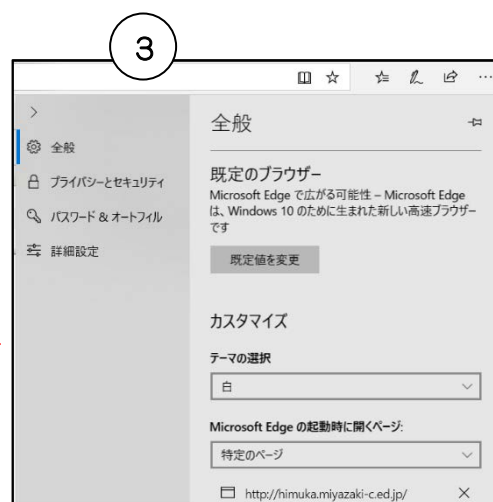 3
全般
プライバシーとセキュリティ
パスワード & オートフィル
詳細設定
全般
既定のブラウザー
Microsoft Edge で広がる可能性 – Microsoft Edge
は、Windows 10 のために生まれた新しい高速ブラウザー
です
既定値を変更
カスタマイズ
テーマの選択
白
Microsoft Edge の起動時に開くページ:
特定のページ
http://himuka.miyazaki-c.ed.jp/